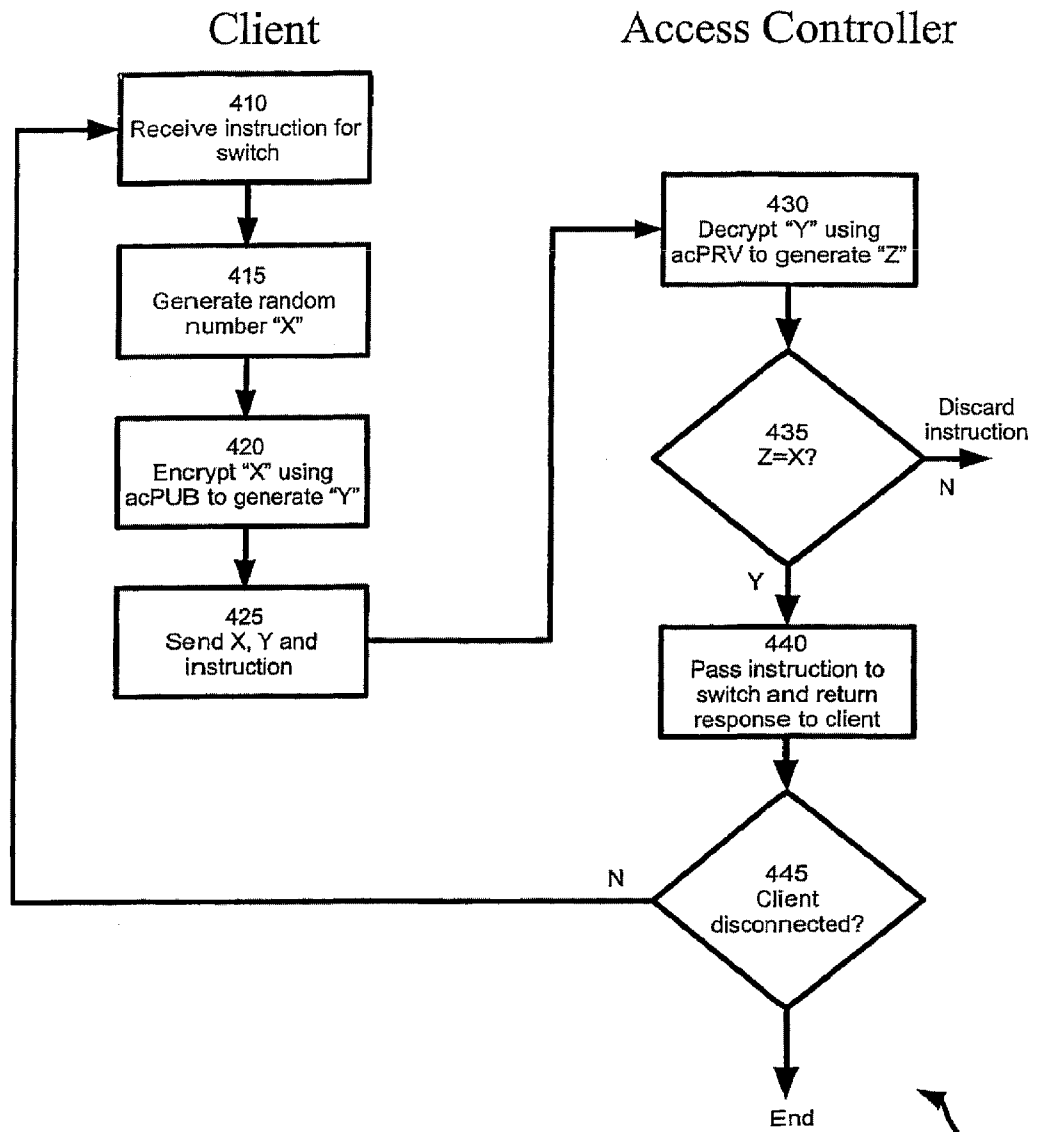 Client
Access Controller
410
Receive instruction for
switch
415
Generate random
number “X”
420
Encrypt “X” using
acPUB to generate “Y”
425
Send X, Y and
instruction
430
Decrypt “Y” using
acPRV to generate “Z”
435
Z=X?
Discard
instruction
N
Y
440
Pass instruction to
switch and return
response to client
445
Client
disconnected?
N
End